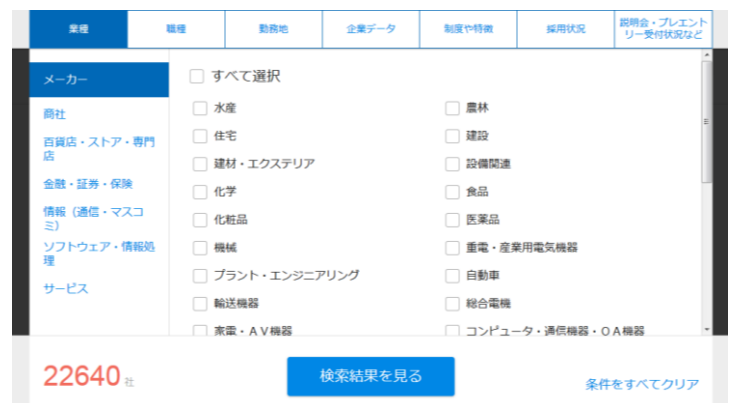 業種
職種
勤務地
企業データ
制度や特徴
採用状況
説明会・プレエント
リー受付状況など
メーカー
商社
百貨店・ストア・専門
店
金融・証券・保険
情報（通信・マスコ
ミ）
ソフトウェア・情報処
理
サービス
すべて選択
水産
農林
住宅
建設
建材・エクステリア
設備関連
化学
食品
化粧品
医薬品
機械
重電・産業用電気機器
プラント・エンジニアリング
自動車
輸送機器
総合電機
家電・ＡＶ機器
コンピュータ・通信機器・ＯＡ機器
22640 社
検索結果を見る
条件をすべてクリア